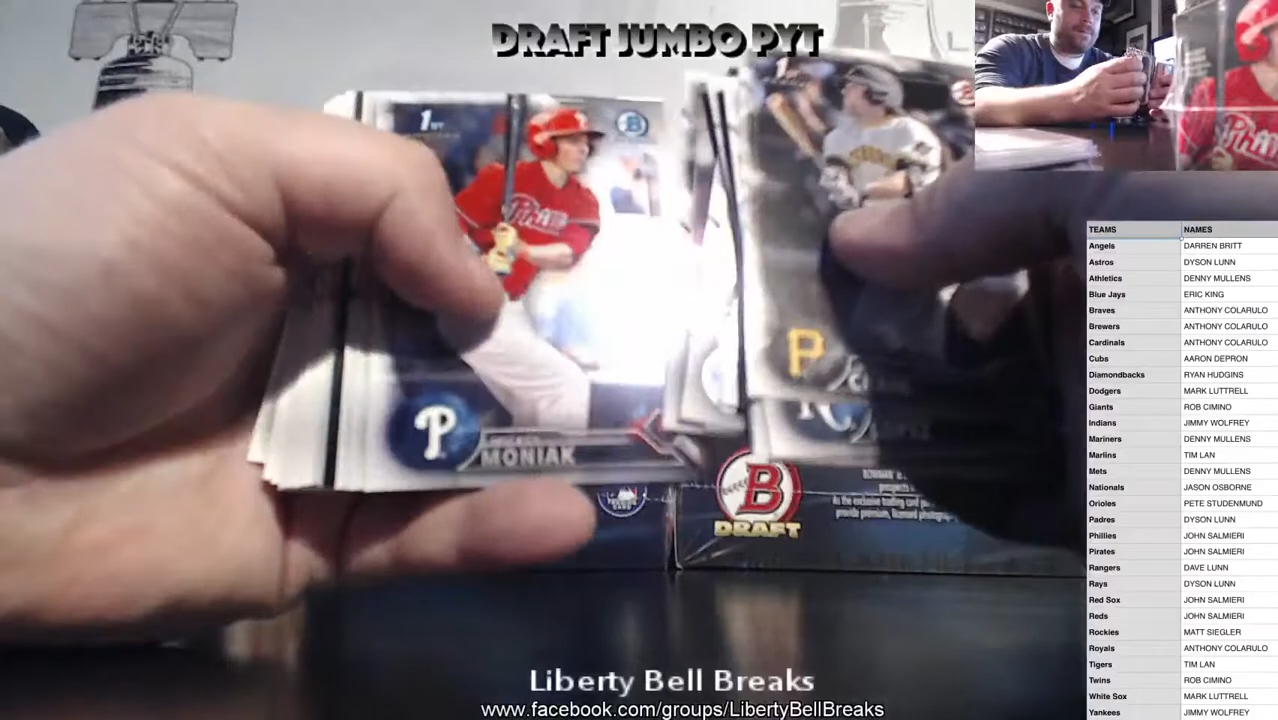 DRAFT JUMBO PYT
1ST
B
Phi
P
P
MONIAK
B
DRAFT
TEAMS NAMES
Angels DARREN BRITT
Astros DYSON LUNN
Athletics DENNY MULLENS
Blue Jays ERIC KING
Braves ANTHONY COLARULO
Brewers ANTHONY COLARULO
Cardinals ANTHONY COLARULO
Cubs AARON DEPRON
Diamondbacks RYAN HUDGINS
Dodgers MARK LUTTRELL
Giants ROB CIMINO
Indians JIMMY WOLFREY
Mariners DENNY MULLENS
Marlins TIM LAN
Mets DENNY MULLENS
Nationals JASON OSBORNE
Orioles PETE STUDENMUND
Padres DYSON LUNN
Phillies JOHN SALMIERI
Pirates JOHN SALMIERI
Rangers DAVE LUNN
Rays DYSON LUNN
Red Sox JOHN SALMIERI
Reds JOHN SALMIERI
Rockies MATT SIEGLER
Royals ANTHONY COLARULO
Tigers TIM LAN
Twins ROB CIMINO
White Sox MARK LUTTRELL
Yankees JIMMY WOLFREY
Liberty Bell Breaks
www.facebook.com/groups/LibertyBellBreaks